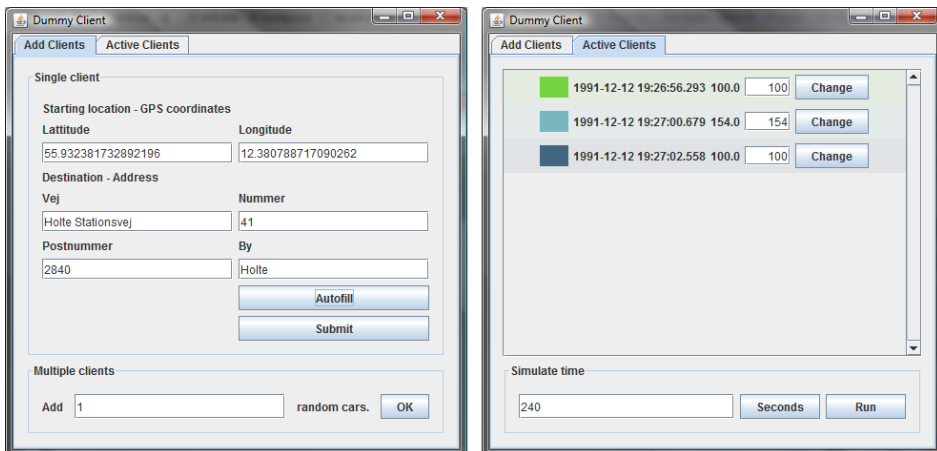 Dummy Client
Add Clients Active Clients
Single client
Starting location - GPS coordinates
Lattitude Longitude
55.932381732892196 12.380788717090262
Destination - Address
Vej Nummer
Holte Stationsvej 41
Postnummer By
2840 Holte
Autofill
Submit
Multiple clients
Add 1 random cars. OK
Dummy Client
Add Clients Active Clients
1991-12-12 19:26:56.293 100.0 100 Change
1991-12-12 19:27:00.679 154.0 154 Change
1991-12-12 19:27:02.558 100.0 100 Change
Simulate time
240 Seconds Run